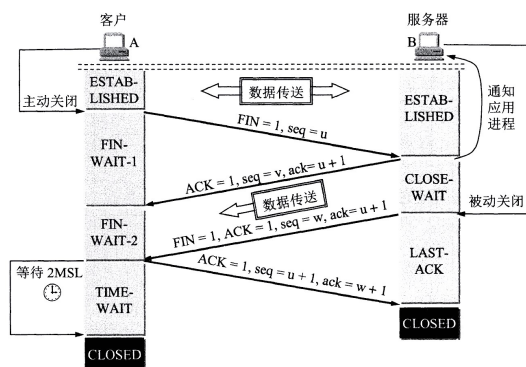 客户
服务器
A
B
ESTAB-
LISHED
数据传送
ESTAB-
LISHED
通知
应用
进程
主动关闭
FIN = 1, seq = u
FIN-
WAIT-1
ACK = 1, seq = v, ack= u + 1
CLOSE-
WAIT
数据传送
被动关闭
FIN-
WAIT-2
FIN = 1, ACK = 1, seq = w, ack= u + 1
LAST-
ACK
等待 2MSL
TIME-
WAIT
ACK = 1, seq = u + 1, ack = w + 1
CLOSED
CLOSED